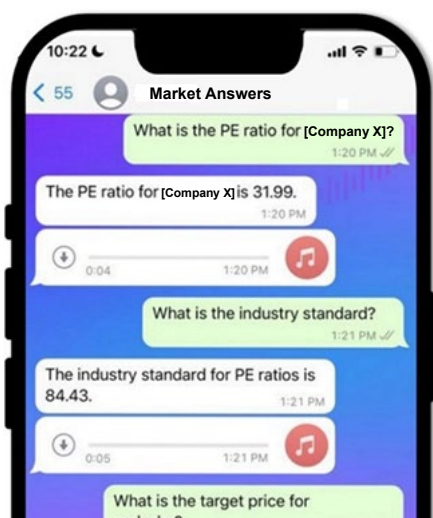 10:22
55
Market Answers
What is the PE ratio for [Company X]?
1:20 PM
The PE ratio for [Company X] is 31.99.
1:20 PM
0:04
1:20 PM
What is the industry standard?
1:21 PM
The industry standard for PE ratios is
84.43.
1:21 PM
0:05
1:21 PM
What is the target price for